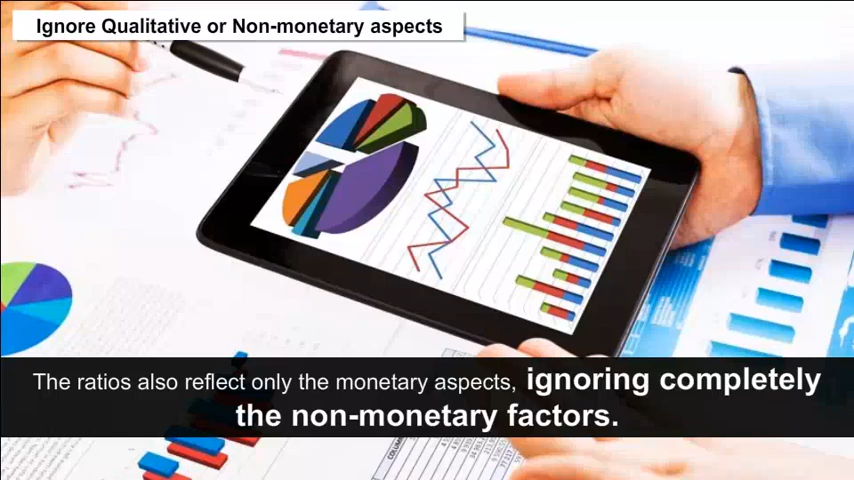 Ignore Qualitative or Non-monetary aspects
The ratios also reflect only the monetary aspects, ignoring completely
the non-monetary factors.